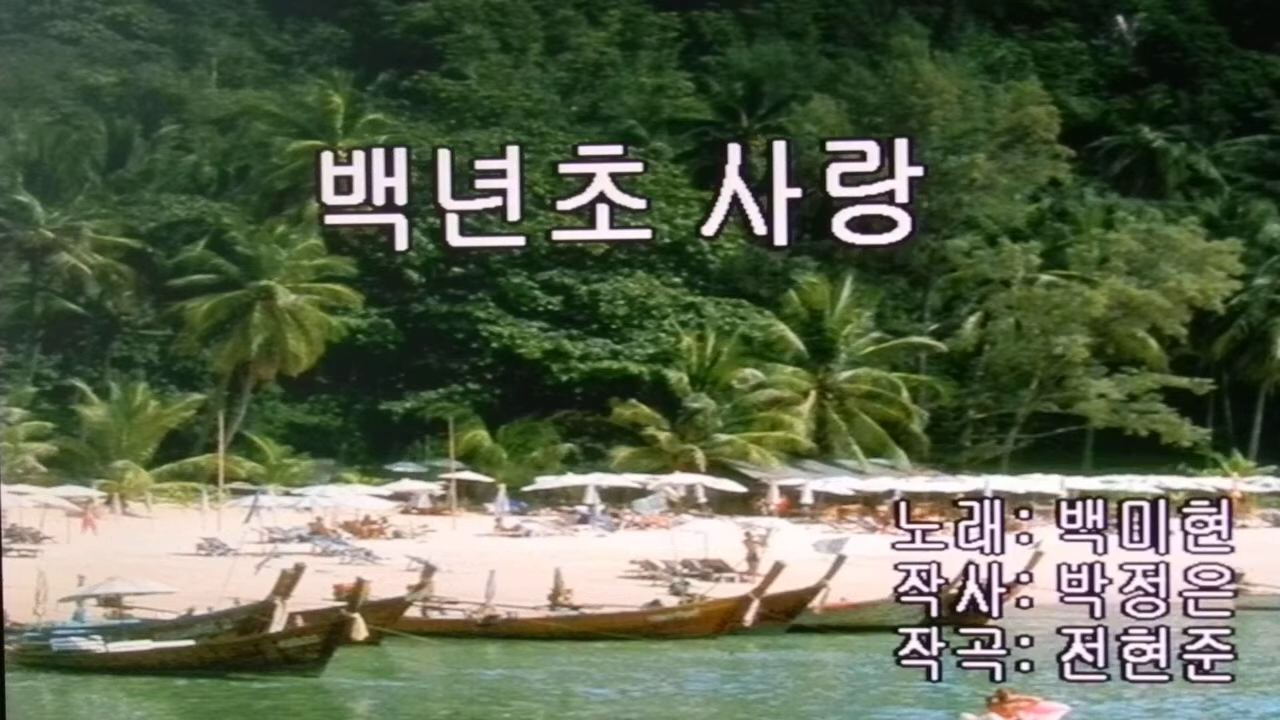 백년초 사랑
노래: 백미현
작사: 박정은
작곡: 전현준